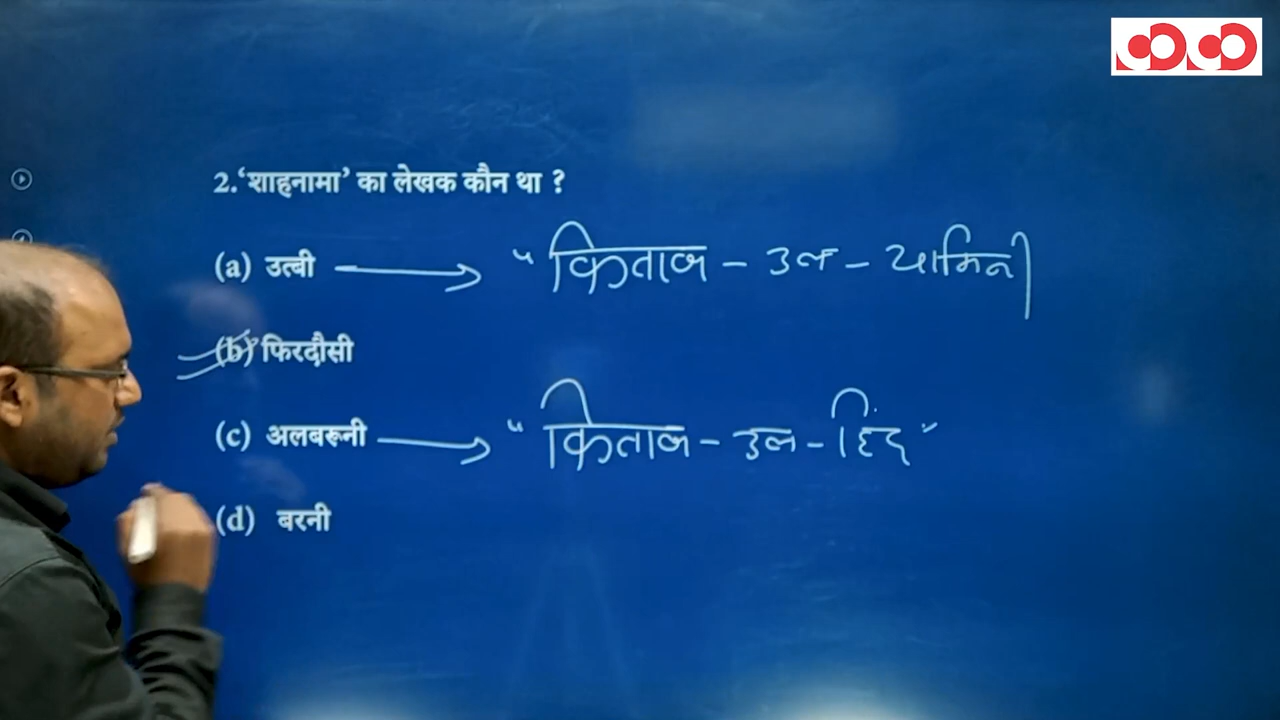 2.‘शाहनामा’ का लेखक कौन था ?
(a) उत्बी → “किताब – उल – यामिनी
(b) फिरदौसी
(c) अलबरूनी → “किताब – उल – हिंद”
(d) बरनी